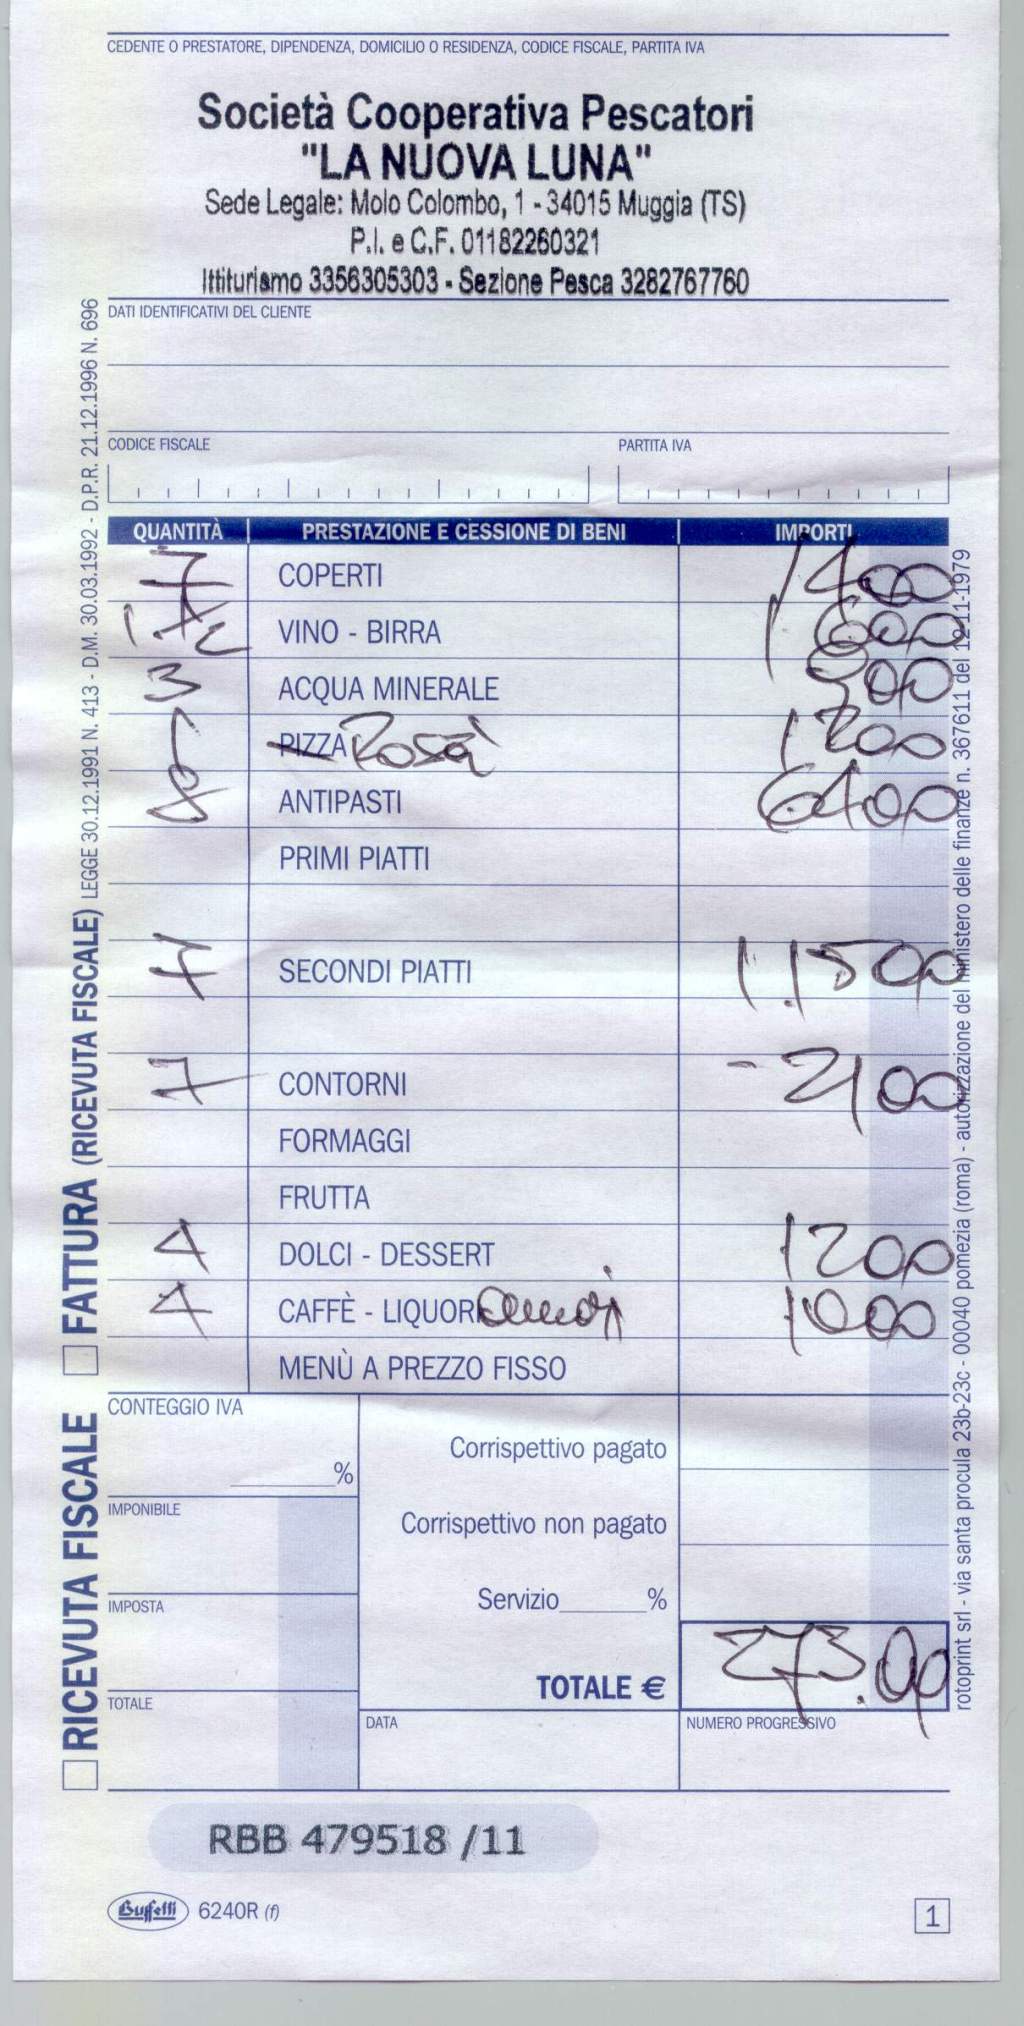 CEDENTE O PRESTATORE, DIPENDENZA, DOMICILIO O RESIDENZA, CODICE FISCALE, PARTITA IVA
Società Cooperativa Pescatori
"LA NUOVA LUNA"
Sede Legale: Molo Colombo, 1 - 34015 Muggia (TS)
P.I. e C.F. 01182260321
Ittiturismo 3356305303 - Sezione Pesca 3282767760
DATI IDENTIFICATIVI DEL CLIENTE
CODICE FISCALE PARTITA IVA
QUANTITÀ PRESTAZIONE E CESSIONE DI BENI IMPORTI
7 COPERTI 1400
VINO - BIRRA 1600
3 ACQUA MINERALE 900
1 PIZZA Rosà 1200
8 ANTIPASTI 6400
PRIMI PIATTI
7 SECONDI PIATTI 11500
7 CONTORNI - 2100
FORMAGGI
FRUTTA
4 DOLCI - DESSERT 1200
4 CAFFÈ - LIQUORI 1000
MENÙ A PREZZO FISSO
CONTEGGIO IVA
%
IMPONIBILE
IMPOSTA
TOTALE
Corrispettivo pagato
Corrispettivo non pagato
Servizio %
TOTALE € 273.00
DATA NUMERO PROGRESSIVO
RBB 479518 /11
Buffetti 6240R (f) 1
RICEVUTA FISCALE FATTURA (RICEVUTA FISCALE) LEGGE 30.12.1991 N. 413 - D.M. 30.03.1992 - D.P.R. 21.12.1996 N. 696
rotoprint srl - via santa procula 23b-23c - 00040 pomezia (roma) - autorizzazione del ministero delle finanze n. 367611 del 12-11-1979